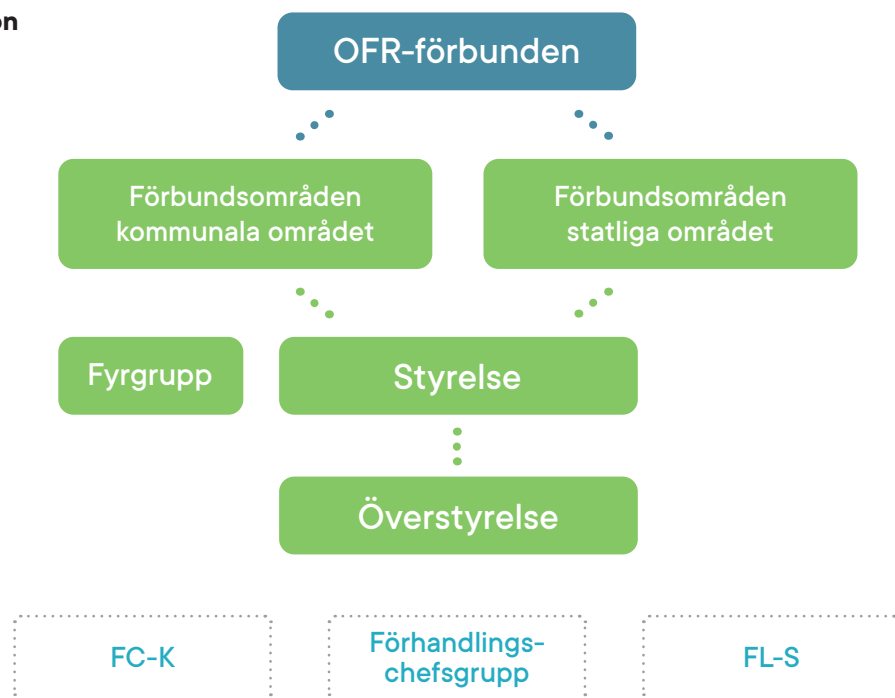 on
OFR-förbunden
Förbundsområden
kommunala området
Förbundsområden
statliga området
Fyrgrupp
Styrelse
Överstyrelse
FC-K
Förhandlings-
chefsgrupp
FL-S